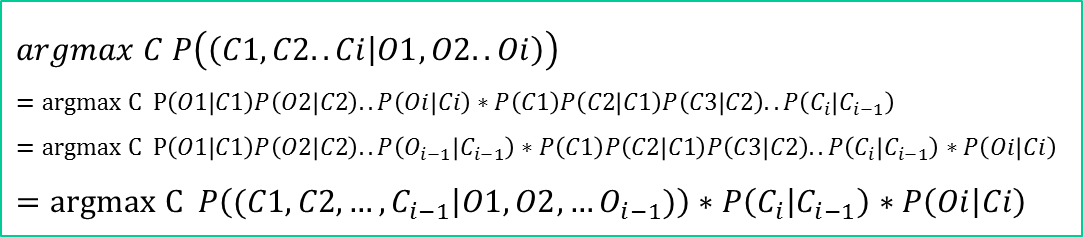 argmax C P((C1, C2. . Ci|O1, O2. . Oi))
= argmax C P(O1|C1)P(O2|C2). . P(Oi|Ci) ∗ P(C1)P(C2|C1)P(C3|C2). . P(Cᵢ|Cᵢ₋₁)
= argmax C P(O1|C1)P(O2|C2). . P(Oᵢ₋₁|Cᵢ₋₁) ∗ P(C1)P(C2|C1)P(C3|C2). . P(Cᵢ|Cᵢ₋₁) ∗ P(Oi|Ci)
= argmax C P((C1, C2, … , Cᵢ₋₁|O1, O2, … Oᵢ₋₁)) ∗ P(Cᵢ|Cᵢ₋₁) ∗ P(Oi|Ci)